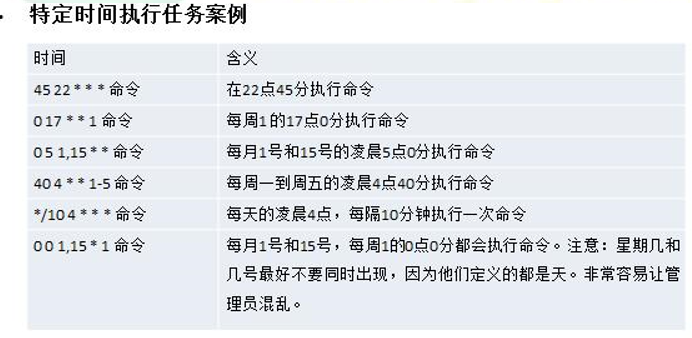 • 特定时间执行任务案例
时间 含义
45 22 * * * 命令 在22点45分执行命令
0 17 * * 1 命令 每周1 的17点0分执行命令
0 5 1,15 * * 命令 每月1号和15号的凌晨5点0分执行命令
40 4 * * 1-5 命令 每周一到周五的凌晨4点40分执行命令
*/10 4 * * * 命令 每天的凌晨4点，每隔10分钟执行一次命令
0 0 1,15 * 1 命令 每月1号和15号，每周1的0点0分都会执行命令。注意：星期几和
几号最好不要同时出现，因为他们定义的都是天。非常容易让管
理员混乱。